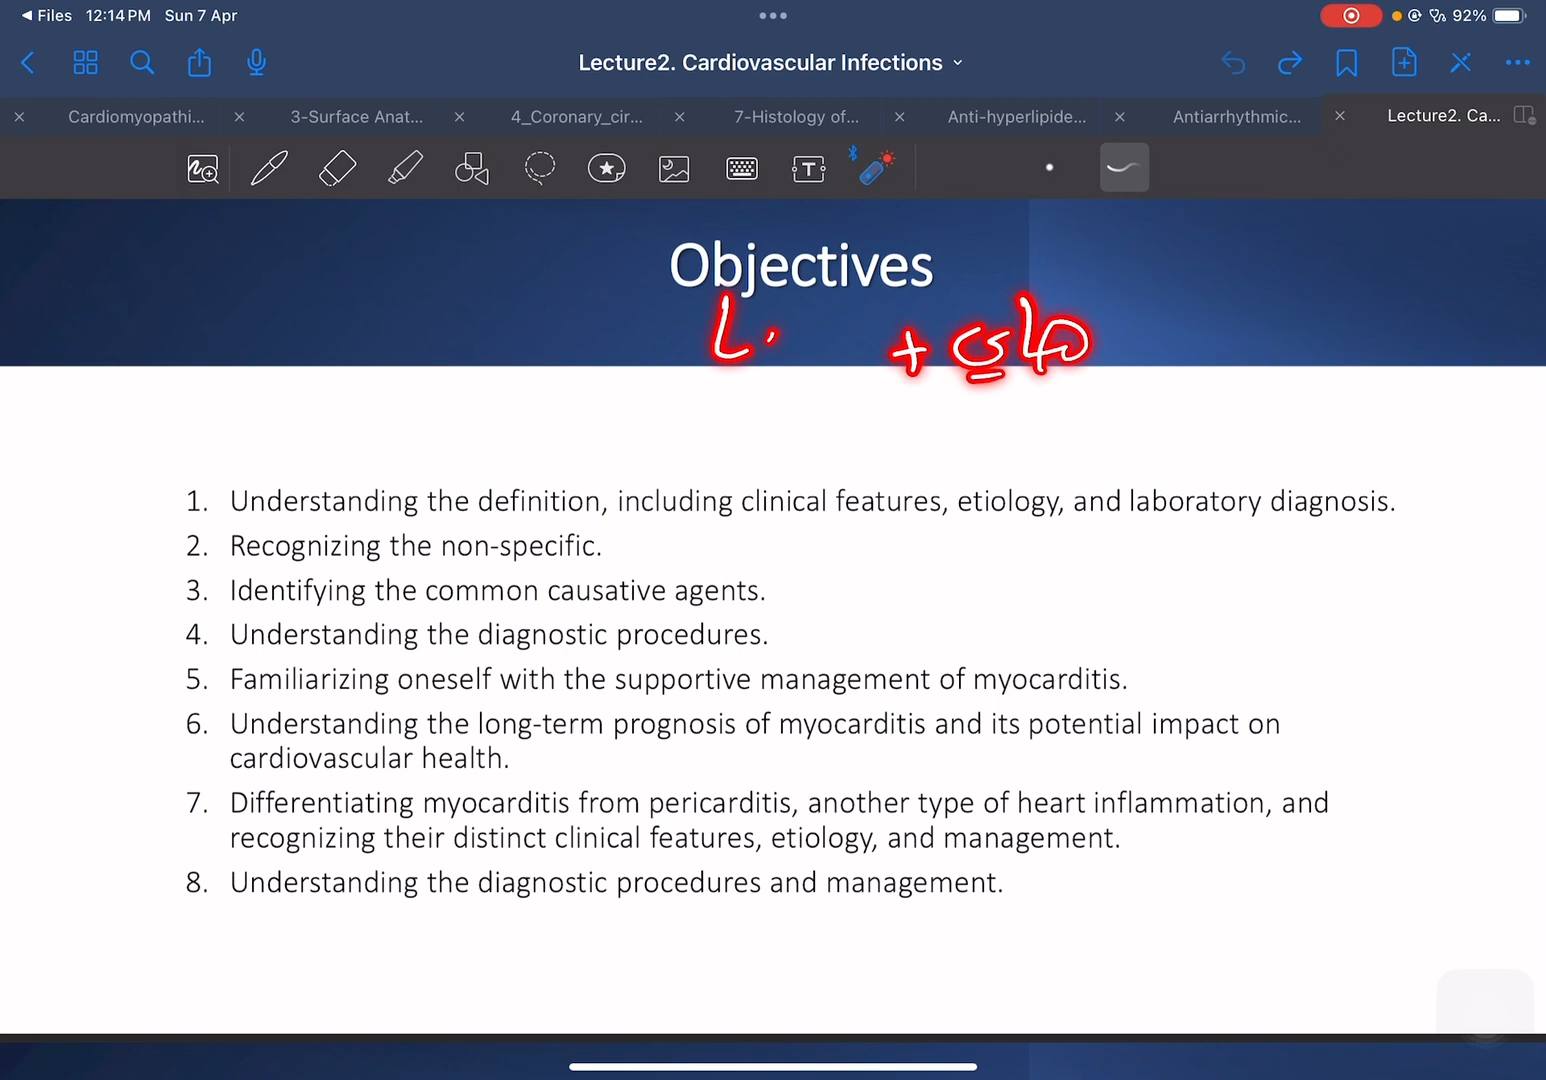 Files 12:14 PM Sun 7 Apr 92%
Lecture2. Cardiovascular Infections
Cardiomyopathi... 3-Surface Anat... 4_Coronary_cir... 7-Histology of... Anti-hyperlipide... Antiarrhythmic... Lecture2. Ca...
Objectives
1. Understanding the definition, including clinical features, etiology, and laboratory diagnosis.
2. Recognizing the non-specific.
3. Identifying the common causative agents.
4. Understanding the diagnostic procedures.
5. Familiarizing oneself with the supportive management of myocarditis.
6. Understanding the long-term prognosis of myocarditis and its potential impact on
cardiovascular health.
7. Differentiating myocarditis from pericarditis, another type of heart inflammation, and
recognizing their distinct clinical features, etiology, and management.
8. Understanding the diagnostic procedures and management.